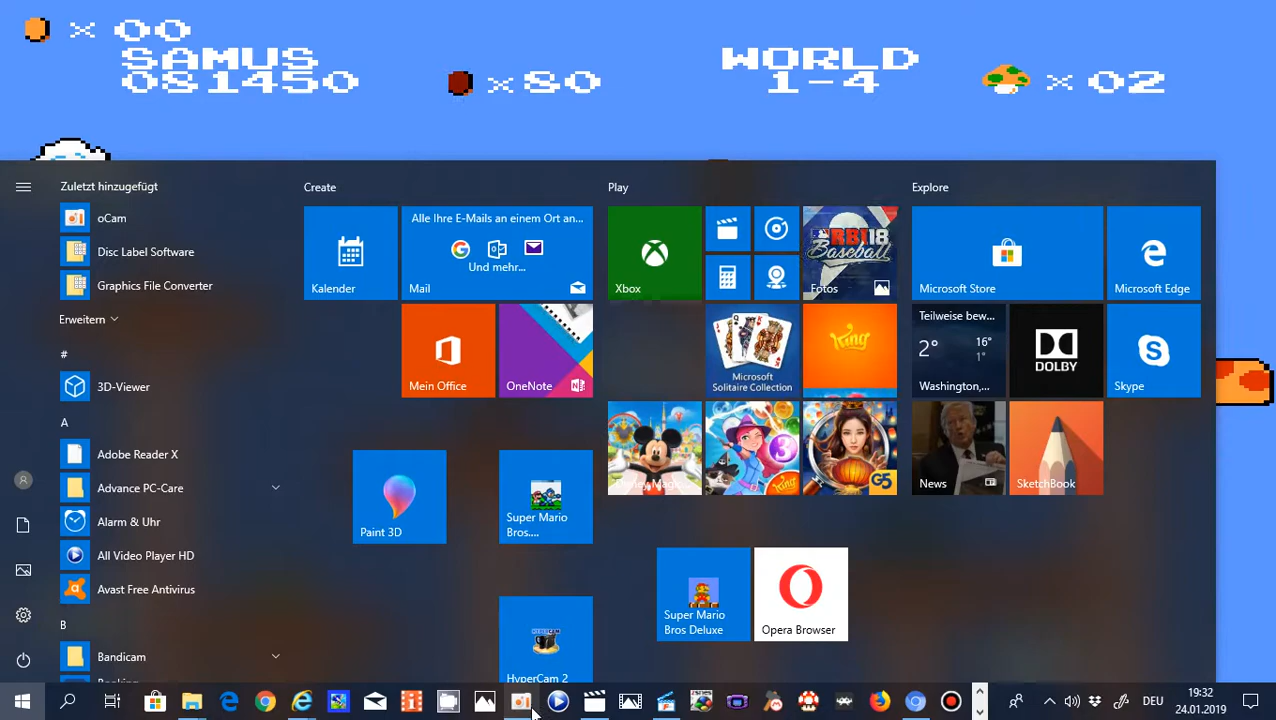 × 00
SAMUS
081450
×80
WORLD
1-4
× 02
Zuletzt hinzugefügt
oCam
Disc Label Software
Graphics File Converter
Erweitern
#
3D-Viewer
A
Adobe Reader X
Advance PC-Care
Alarm & Uhr
All Video Player HD
Avast Free Antivirus
B
Bandicam
Create
Kalender
Alle Ihre E-Mails an einem Ort an...
Und mehr...
Mail
Mein Office
OneNote
Paint 3D
Super Mario
Bros....
HyperCam 2
Play
Xbox
RBI18
Baseball
Fotos
Microsoft
Solitaire Collection
King
G5
Super Mario
Bros Deluxe
Opera Browser
Explore
Microsoft Store
Microsoft Edge
Teilweise bew...
2° 16°
1°
Washington,...
DOLBY
Skype
News
SketchBook
DEU
19:32
24.01.2019